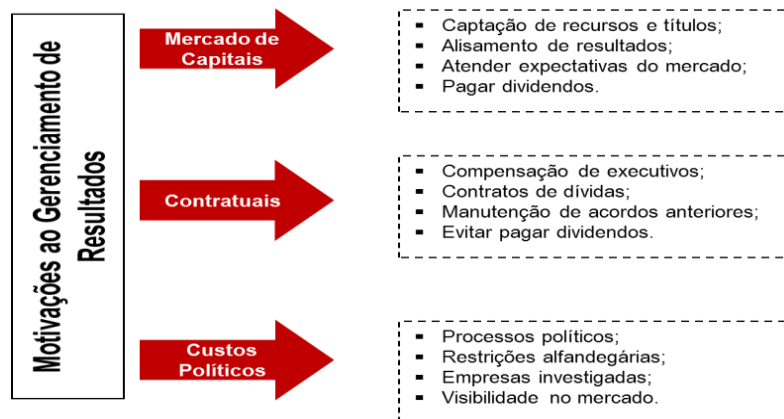 Motivações ao Gerenciamento de
Resultados
Mercado de
Capitais
▪ Captação de recursos e títulos;
▪ Alisamento de resultados;
▪ Atender expectativas do mercado;
▪ Pagar dividendos.
Contratuais
▪ Compensação de executivos;
▪ Contratos de dívidas;
▪ Manutenção de acordos anteriores;
▪ Evitar pagar dividendos.
Custos
Políticos
▪ Processos políticos;
▪ Restrições alfandegárias;
▪ Empresas investigadas;
▪ Visibilidade no mercado.